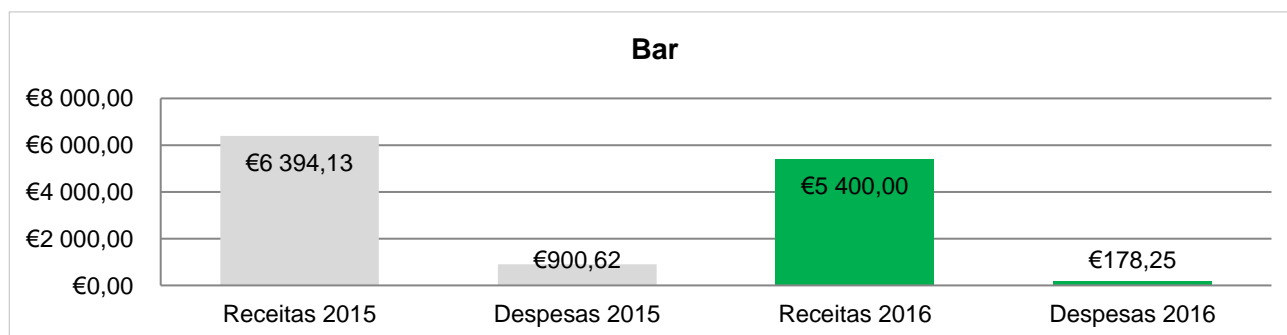 Bar
€8 000,00
€6 000,00
€4 000,00
€2 000,00
€0,00
€6 394,13
€900,62
€5 400,00
€178,25
Receitas 2015
Despesas 2015
Receitas 2016
Despesas 2016